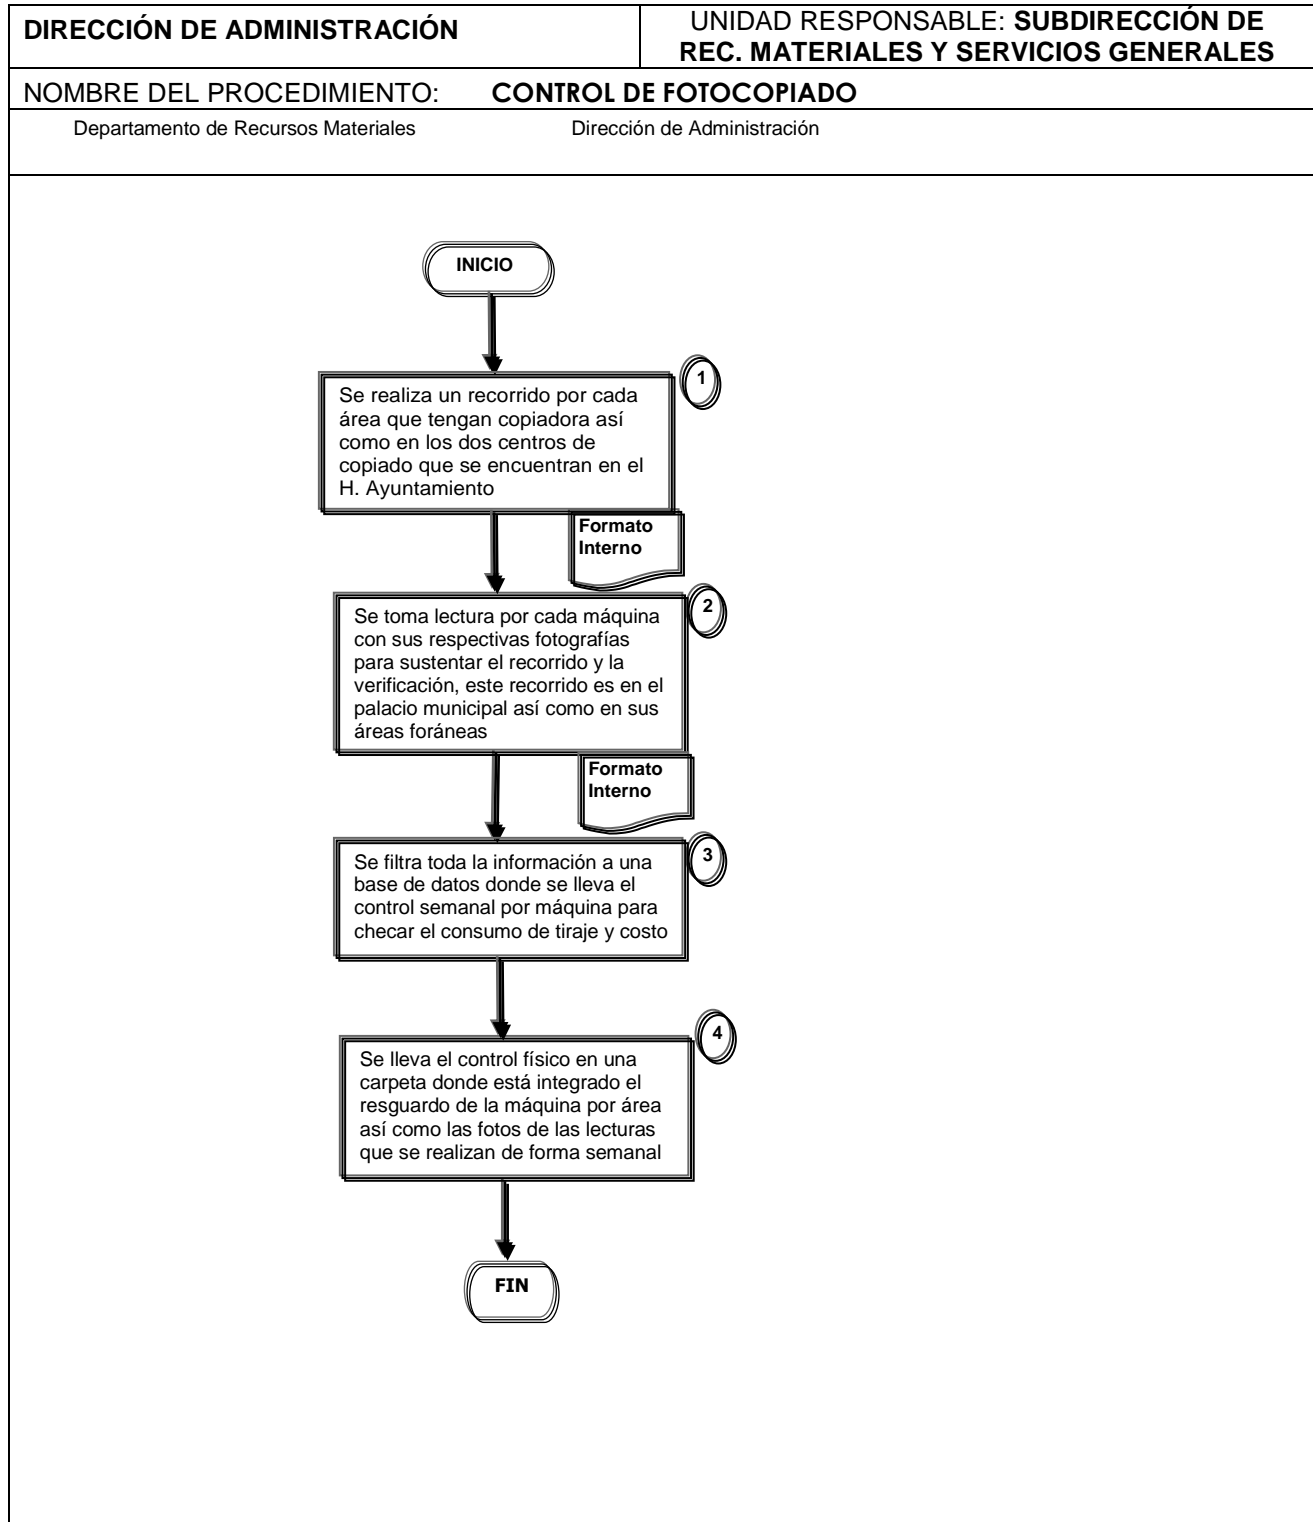 DIRECCIÓN DE ADMINISTRACIÓN
UNIDAD RESPONSABLE: SUBDIRECCIÓN DE
REC. MATERIALES Y SERVICIOS GENERALES
NOMBRE DEL PROCEDIMIENTO: CONTROL DE FOTOCOPIADO
Departamento de Recursos Materiales Dirección de Administración
INICIO
1
Se realiza un recorrido por cada
área que tengan copiadora así
como en los dos centros de
copiado que se encuentran en el
H. Ayuntamiento
Formato
Interno
2
Se toma lectura por cada máquina
con sus respectivas fotografías
para sustentar el recorrido y la
verificación, este recorrido es en el
palacio municipal así como en sus
áreas foráneas
Formato
Interno
3
Se filtra toda la información a una
base de datos donde se lleva el
control semanal por máquina para
checar el consumo de tiraje y costo
4
Se lleva el control físico en una
carpeta donde está integrado el
resguardo de la máquina por área
así como las fotos de las lecturas
que se realizan de forma semanal
FIN